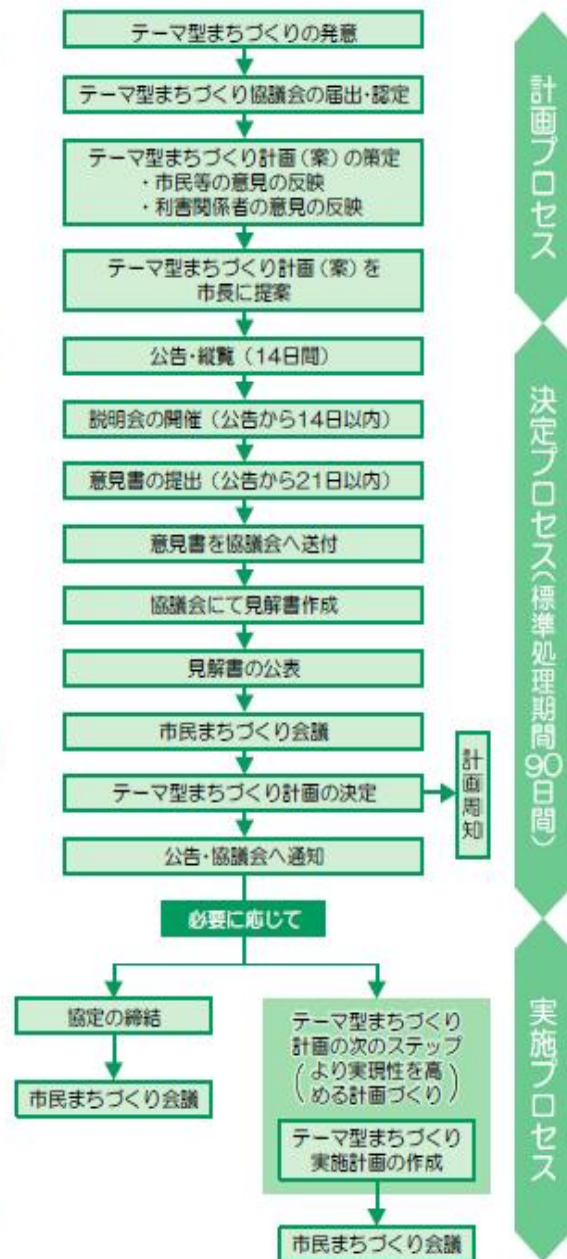 テーマ型まちづくりの発意
テーマ型まちづくり協議会の届出・認定
テーマ型まちづくり計画（案）の策定
・市民等の意見の反映
・利害関係者の意見の反映
テーマ型まちづくり計画（案）を
市長に提案
公告・縦覧（14日間）
説明会の開催（公告から14日以内）
意見書の提出（公告から21日以内）
意見書を協議会へ送付
協議会にて見解書作成
見解書の公表
市民まちづくり会議
テーマ型まちづくり計画の決定
計画周知
公告・協議会へ通知
必要に応じて
協定の締結
市民まちづくり会議
テーマ型まちづくり
計画の次のステップ
（より実現性を高
める計画づくり）
テーマ型まちづくり
実施計画の作成
市民まちづくり会議
計画プロセス
決定プロセス（標準処理期間90日間）
実施プロセス